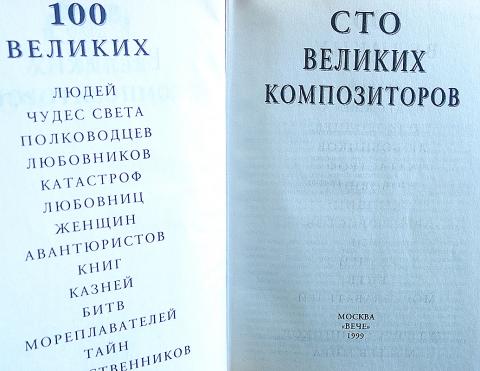 100
ВЕЛИКИХ
ЛЮДЕЙ
ЧУДЕС СВЕТА
ПОЛКОВОДЦЕВ
ЛЮБОВНИКОВ
КАТАСТРОФ
ЛЮБОВНИЦ
ЖЕНЩИН
АВАНТЮРИСТОВ
КНИГ
КАЗНЕЙ
БИТВ
МОРЕПЛАВАТЕЛЕЙ
ТАЙН
СТВЕННИКОВ
СТО
ВЕЛИКИХ
КОМПОЗИТОРОВ
МОСКВА
«ВЕЧЕ»
1999